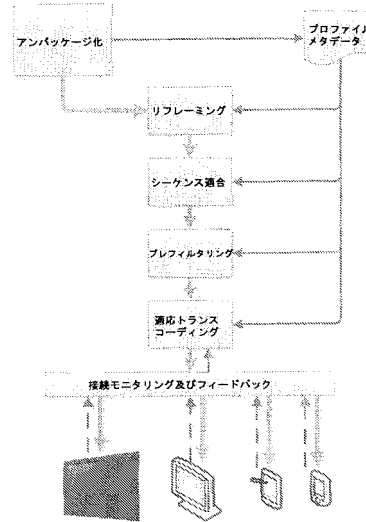 アンパッケージ化
プロファイル
メタデータ
リフレーミング
シーケンス適合
プレフィルタリング
適応トランス
コーディング
接続モニタリング及びフィードバック